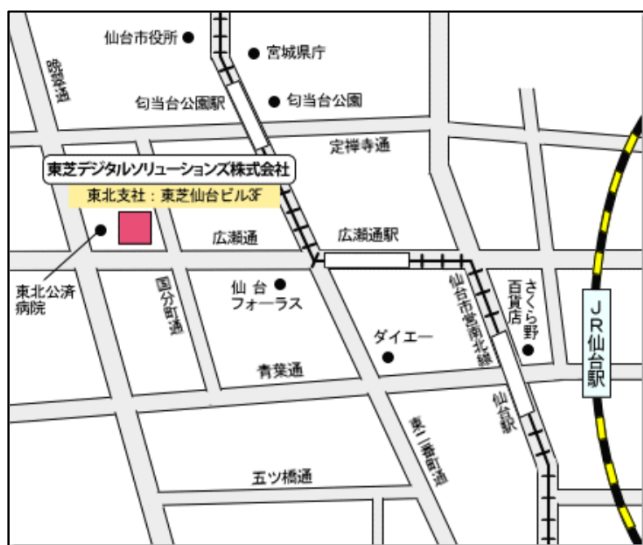 仙台市役所
宮城県庁
晩翠通
勾当台公園駅
勾当台公園
定禅寺通
東芝デジタルソリューションズ株式会社
東北支社：東芝仙台ビル3F
広瀬通
広瀬通駅
東北公済
病院
国分町通
仙台
フォーラス
仙台市営南北線
さくら野
百貨店
JR仙台駅
ダイエー
青葉通
仙台駅
東二番町通
五ツ橋通